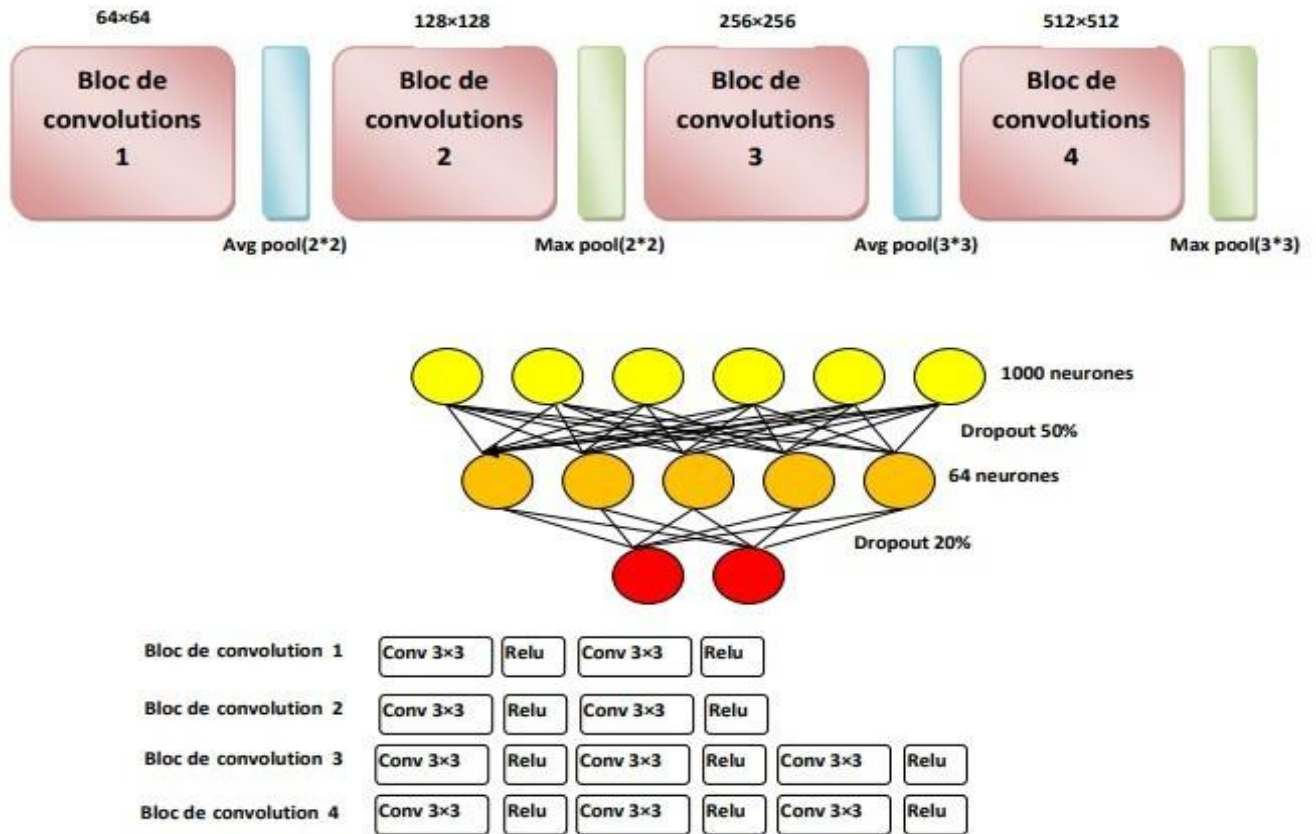 64×64 128×128 256×256 512×512
Bloc de convolutions 1
Bloc de convolutions 2
Bloc de convolutions 3
Bloc de convolutions 4
Avg pool(2*2) Max pool(2*2) Avg pool(3*3) Max pool(3*3)
1000 neurones
Dropout 50%
64 neurones
Dropout 20%
Bloc de convolution 1 Conv 3×3 Relu Conv 3×3 Relu
Bloc de convolution 2 Conv 3×3 Relu Conv 3×3 Relu
Bloc de convolution 3 Conv 3×3 Relu Conv 3×3 Relu Conv 3×3 Relu
Bloc de convolution 4 Conv 3×3 Relu Conv 3×3 Relu Conv 3×3 Relu